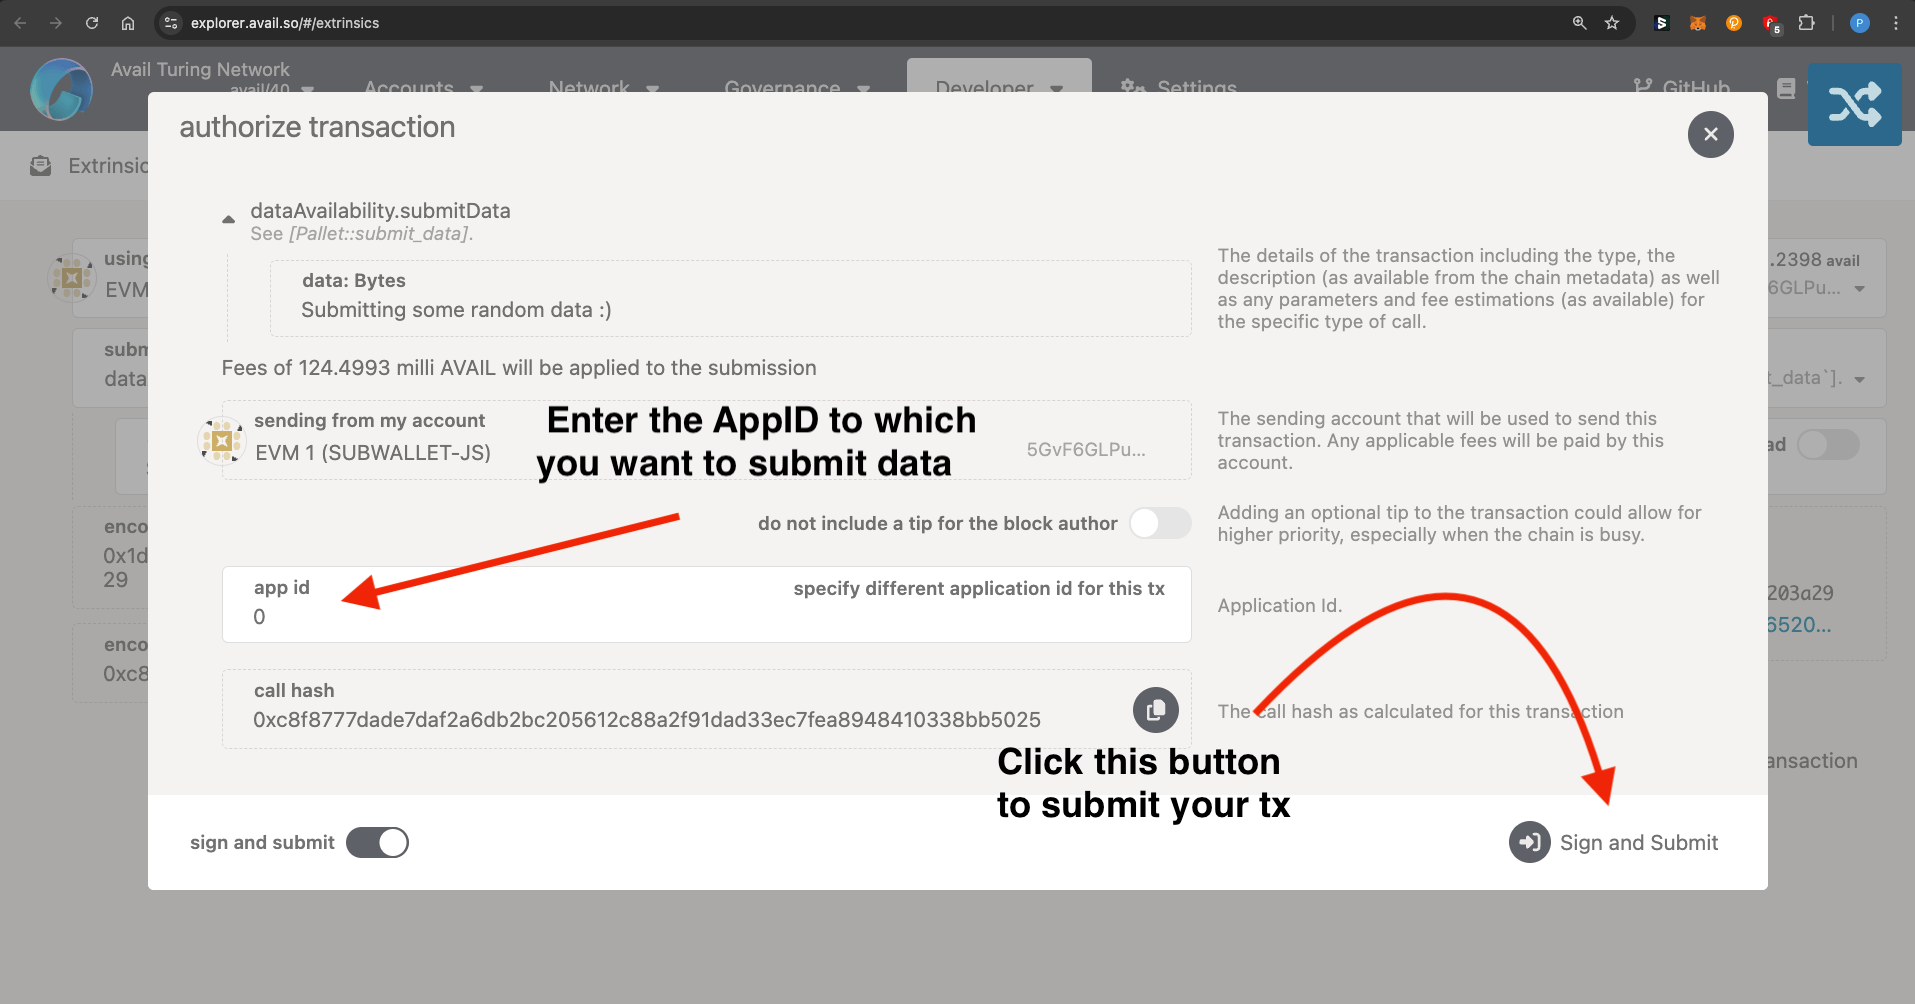 explorer.avail.so/#/extrinsics
5
P
Avail Turing Network
avail/40
Accounts
Network
Governance
Developer
Settings
GitHub
authorize transaction
using
EVM
subm
data
enco
0x1d
29
enco
0xc8
dataAvailability.submitData
See [Pallet::submit_data].
data: Bytes
Submitting some random data :)
The details of the transaction including the type, the
description (as available from the chain metadata) as well
as any parameters and fee estimations (as available) for
the specific type of call.
Fees of 124.4993 milli AVAIL will be applied to the submission
sending from my account
EVM 1 (SUBWALLET-JS)
5GvF6GLPu...
Enter the AppID to which
you want to submit data
The sending account that will be used to send this
transaction. Any applicable fees will be paid by this
account.
do not include a tip for the block author
Adding an optional tip to the transaction could allow for
higher priority, especially when the chain is busy.
app id
specify different application id for this tx
0
Application Id.
call hash
0xc8f8777dade7daf2a6db2bc205612c88a2f91dad33ec7fea8948410338bb5025
The call hash as calculated for this transaction
Click this button
to submit your tx
sign and submit
Sign and Submit
.2398 avail
6GLPu...
t_data`].
ad
203a29
6520...
ansaction